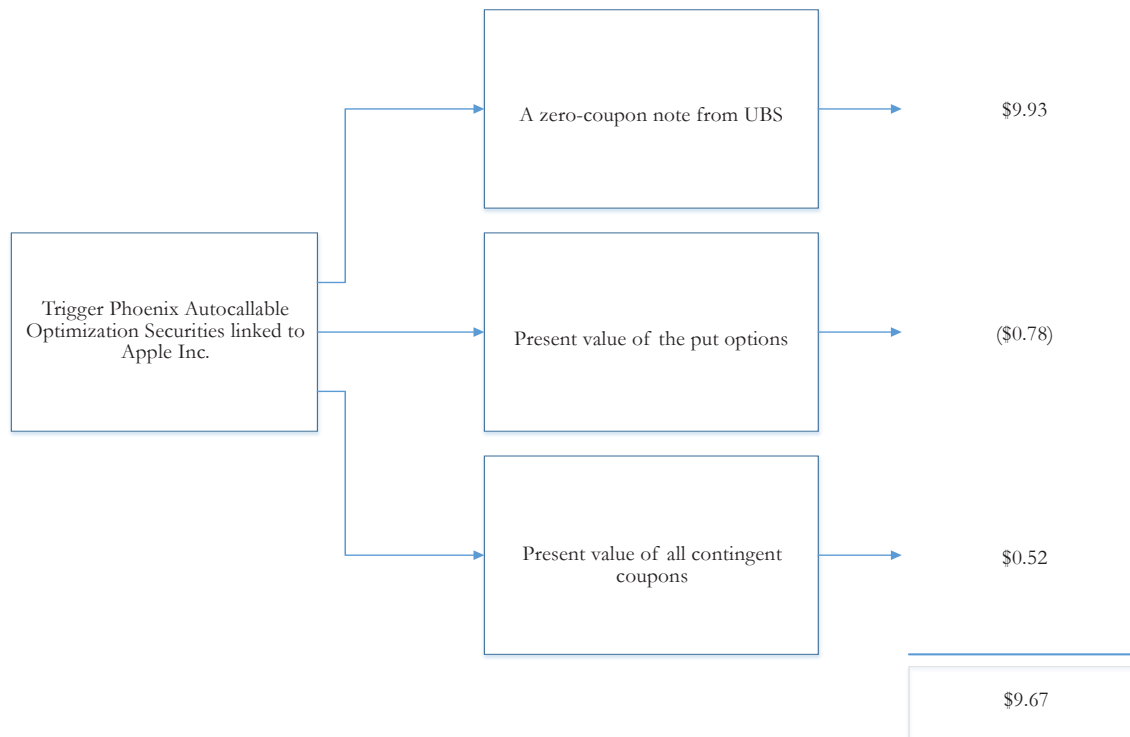 A zero-coupon note from UBS
$9.93
Trigger Phoenix Autocallable
Optimization Securities linked to
Apple Inc.
Present value of the put options
($0.78)
Present value of all contingent
coupons
$0.52
$9.67